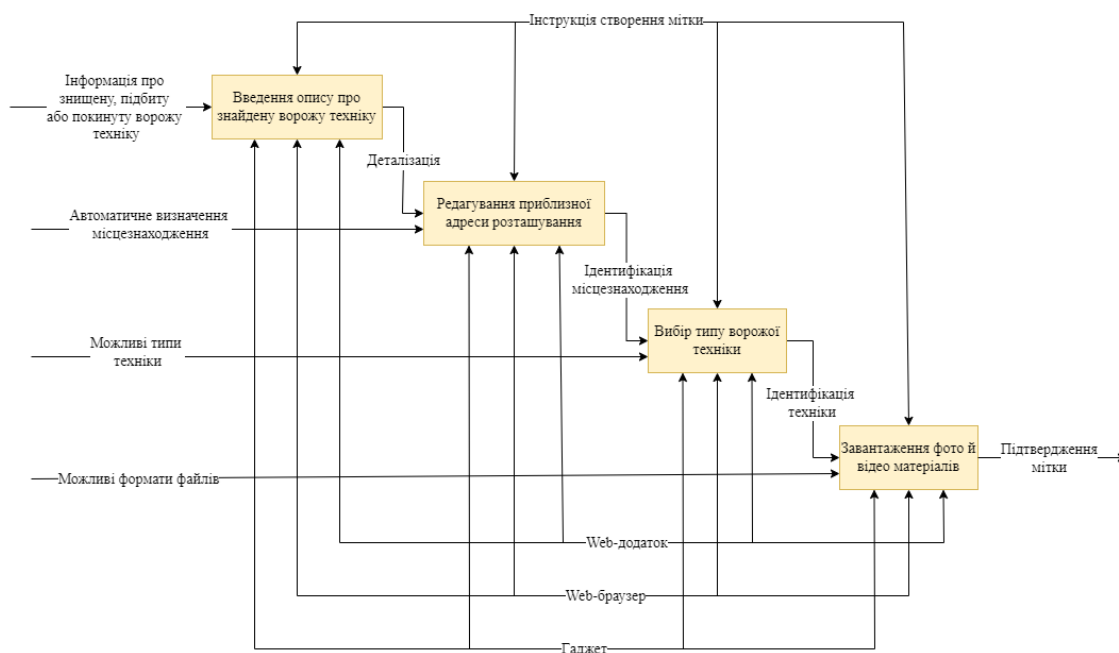 Інструкція створення мітки
Інформація про
знищену, підбиту
або покинуту ворожу
техніку
Введення опису про
знайдену ворожу техніку
Деталізація
Автоматичне визначення
місцезнаходження
Редагування приблизної
адреси розташування
Ідентифікація
місцезнаходження
Можливі типи
техніки
Вибір типу ворожої
техніки
Ідентифікація
техніки
Можливі формати файлів
Завантаження фото й
відео матеріалів
Підтвердження
мітки
Web-додаток
Web-браузер
Гаджет